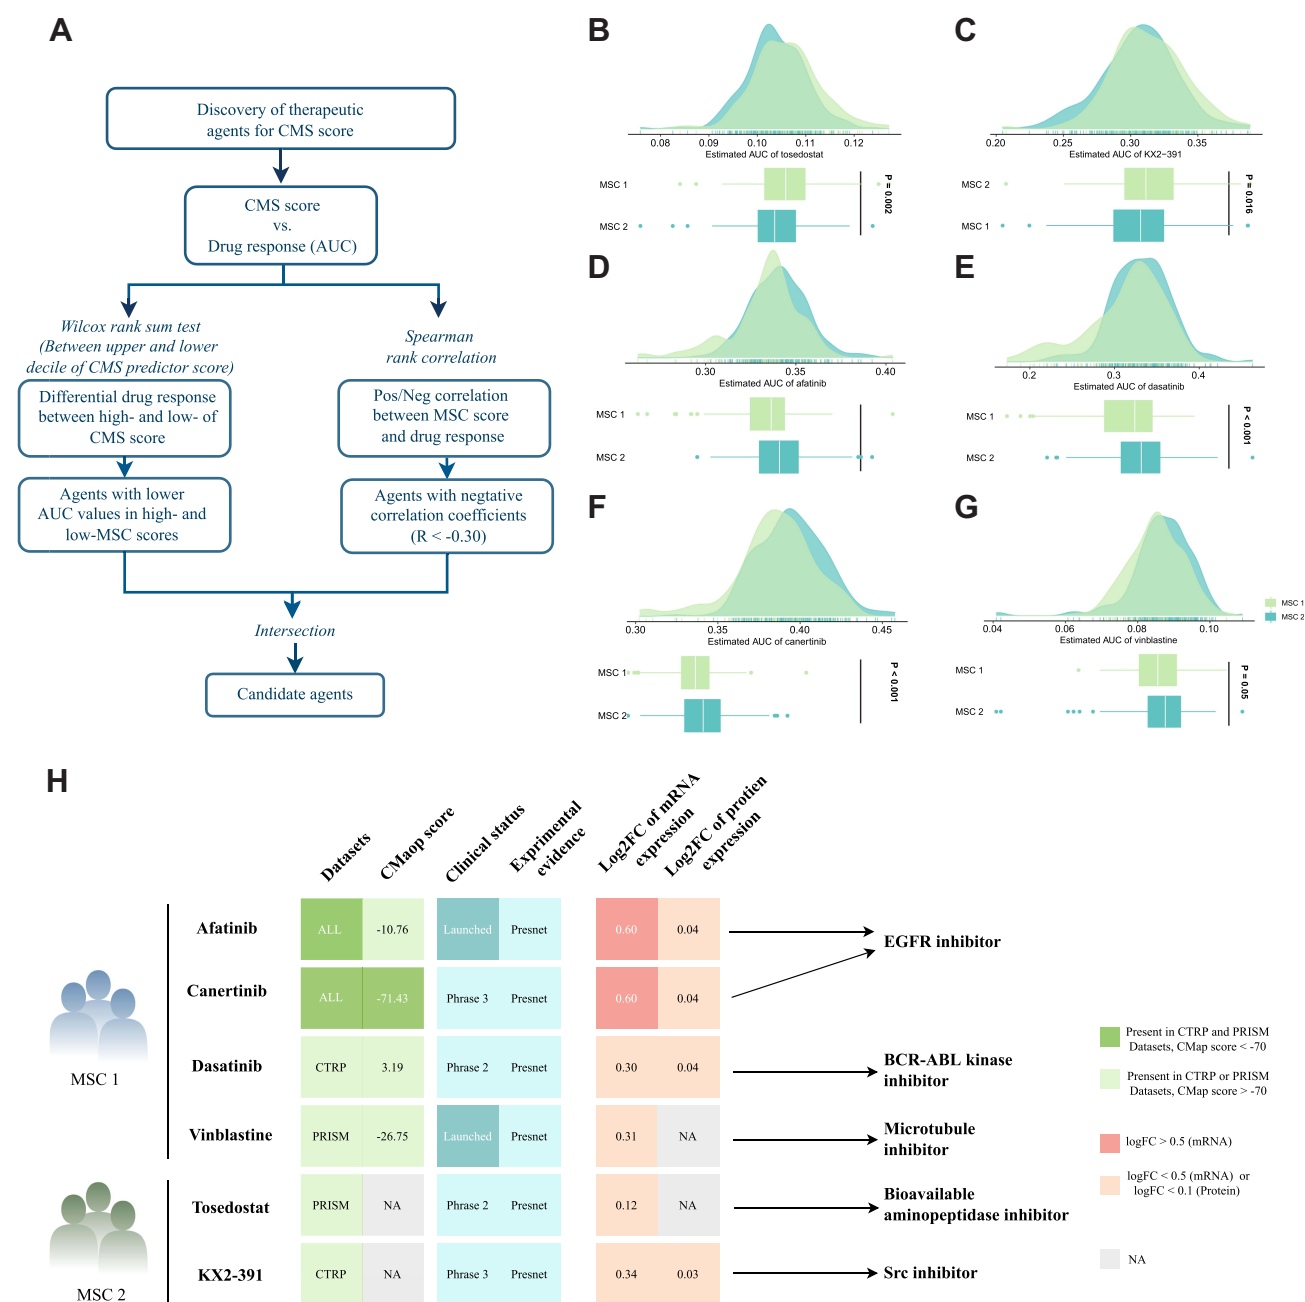 A
Discovery of therapeutic
agents for CMS score
CMS score
vs.
Drug response (AUC)
Wilcox rank sum test
(Between upper and lower
decile of CMS predictor score)
Spearman
rank correlation
Differential drug response
between high- and low- of
CMS score
Pos/Neg correlation
between MSC score
and drug response
Agents with lower
AUC values in high- and
low-MSC scores
Agents with negtative
correlation coefficients
(R < -0.30)
Intersection
Candidate agents
B
0.08 0.09 0.10 0.11 0.12
Estimated AUC of tosedostat
MSC 1
MSC 2
P = 0.002
C
0.20 0.25 0.30 0.35
Estimated AUC of KX2-391
MSC 2
MSC 1
P = 0.016
D
0.30 0.35 0.40
Estimated AUC of afatinib
MSC 1
MSC 2
E
0.2 0.3 0.4
Estimated AUC of dasatinib
MSC 1
MSC 2
P < 0.001
F
0.30 0.35 0.40 0.45
Estimated AUC of canertinib
MSC 1
MSC 2
P < 0.001
G
0.04 0.06 0.08 0.10
Estimated AUC of vinblastine
MSC 1
MSC 2
P = 0.05
MSC 1
MSC 2
H
Datasets
CMaop score
Clinical status
Exprimental
evidence
Log2FC of mRNA
expression
Log2FC of protien
expression
MSC 1
Afatinib ALL -10.76 Launched Presnet 0.60 0.04
EGFR inhibitor
Canertinib ALL -71.43 Phrase 3 Presnet 0.60 0.04
Dasatinib CTRP 3.19 Phrase 2 Presnet 0.30 0.04
BCR-ABL kinase
inhibitor
Vinblastine PRISM -26.75 Launched Presnet 0.31 NA
Microtubule
inhibitor
MSC 2
Tosedostat PRISM NA Phrase 2 Presnet 0.12 NA
Bioavailable
aminopeptidase inhibitor
KX2-391 CTRP NA Phrase 3 Presnet 0.34 0.03
Src inhibitor
Present in CTRP and PRISM
Datasets, CMap score < -70
Prensent in CTRP or PRISM
Datasets, CMap score > -70
logFC > 0.5 (mRNA)
logFC < 0.5 (mRNA) or
logFC < 0.1 (Protein)
NA